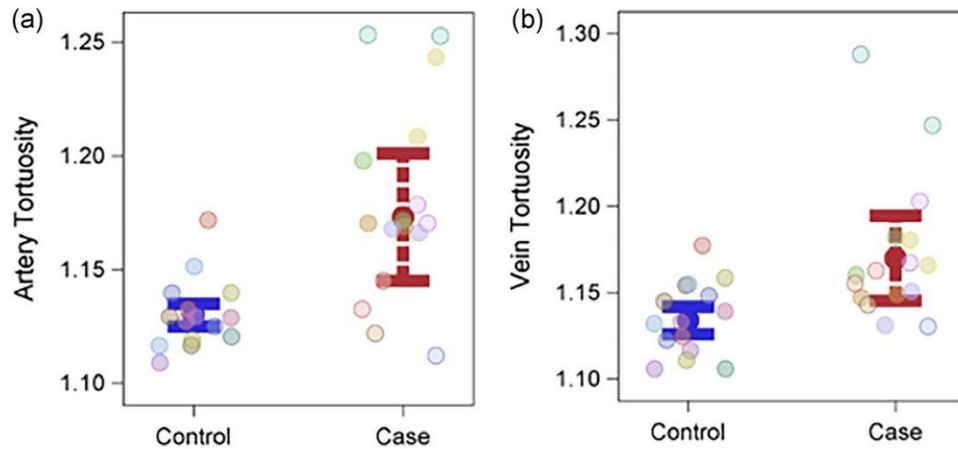 (a)
Artery Tortuosity
1.25
1.20
1.15
1.10
Control Case
(b)
Vein Tortuosity
1.30
1.25
1.20
1.15
1.10
Control Case